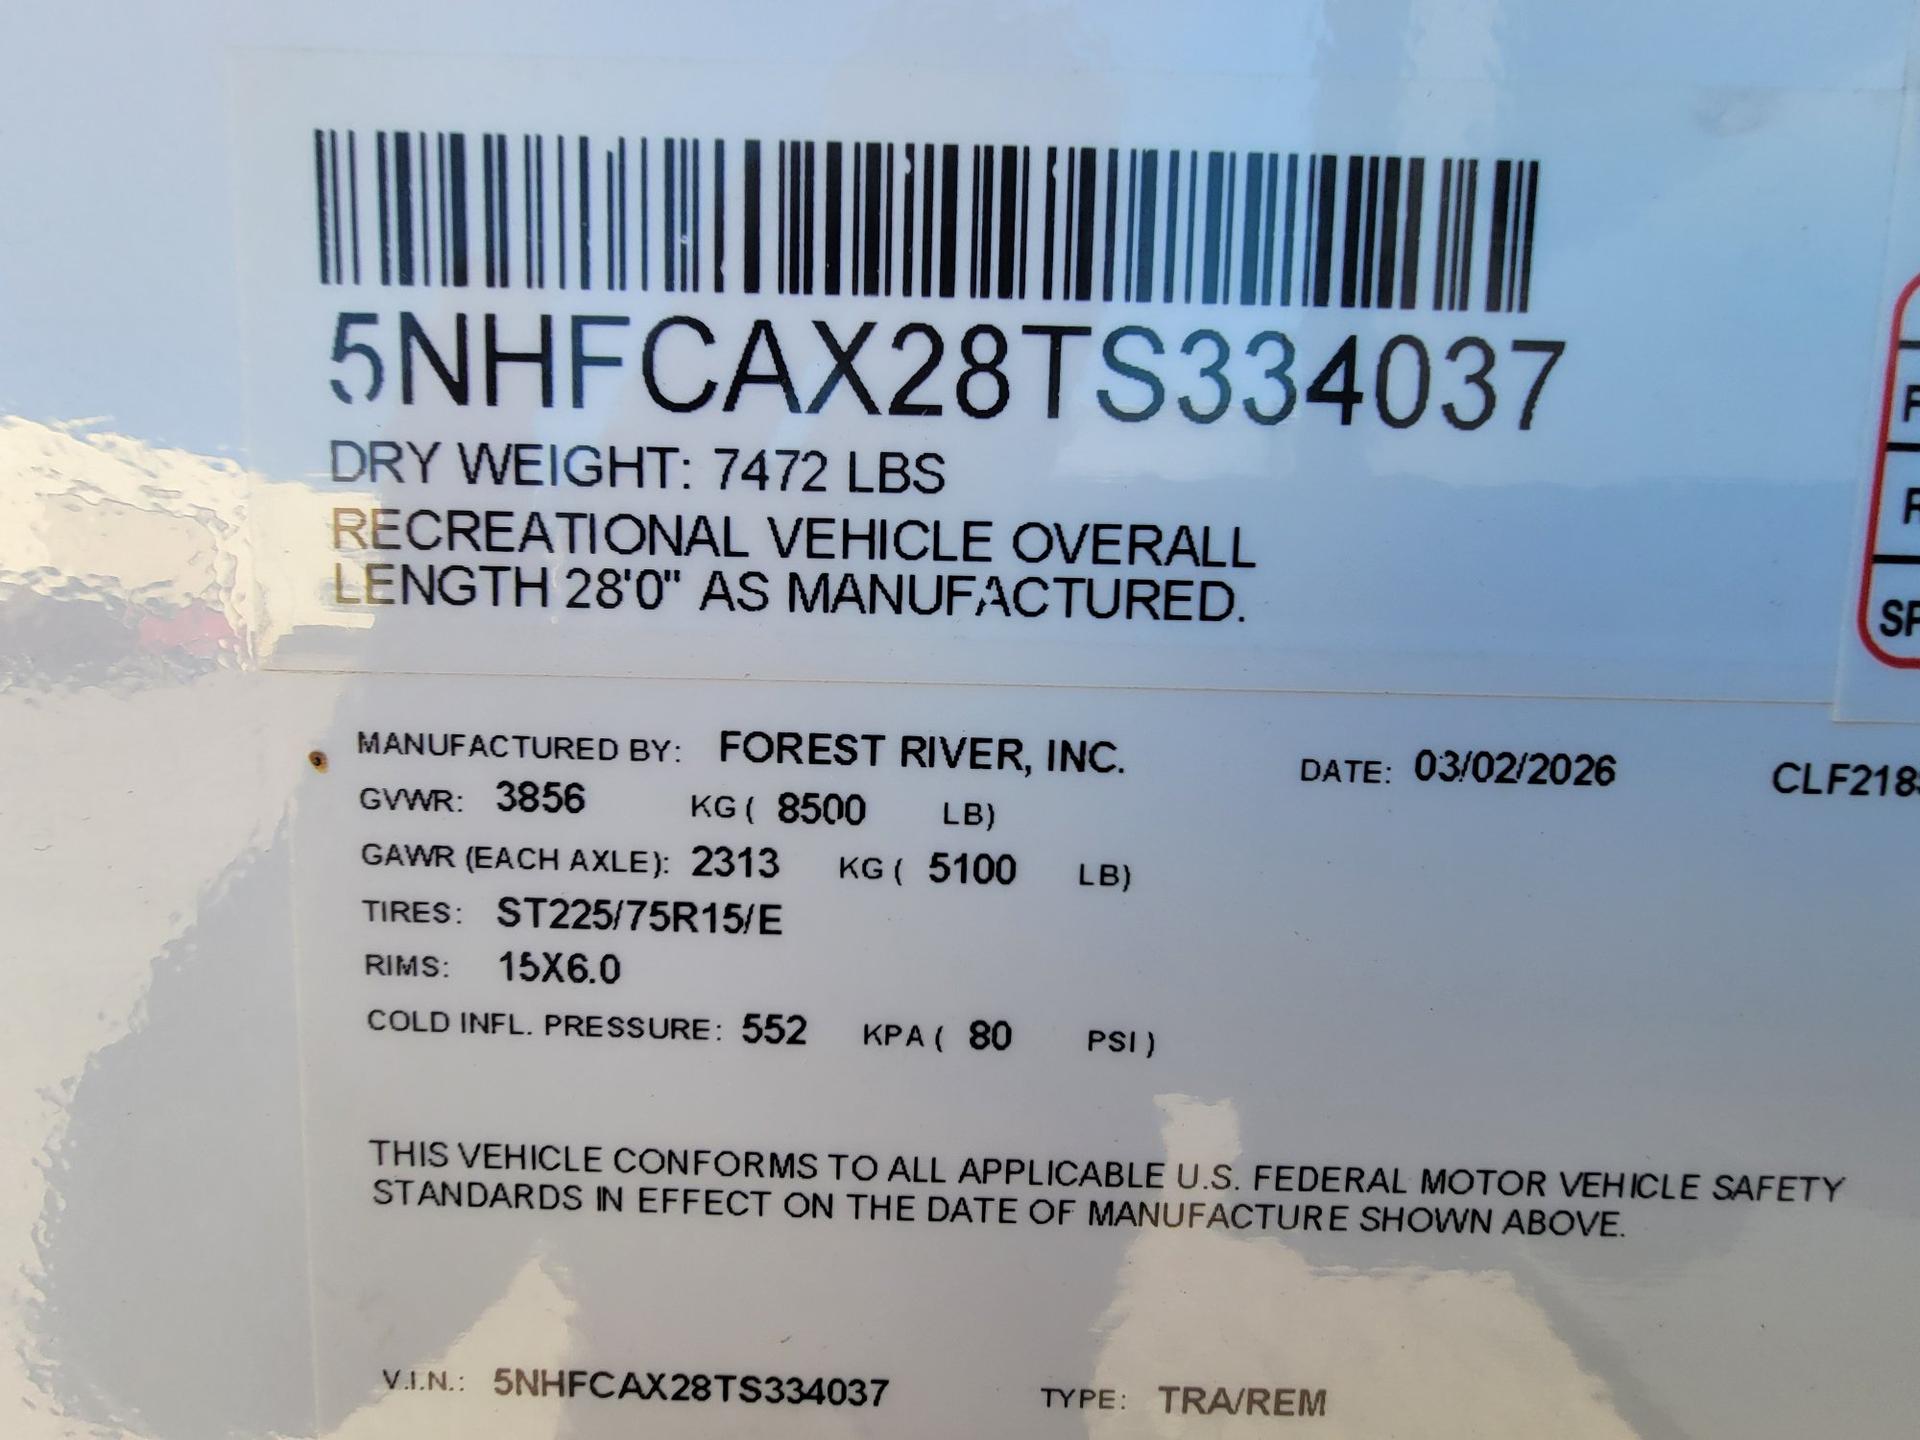 5NHFCAX28TS334037
DRY WEIGHT: 7472 LBS
RECREATIONAL VEHICLE OVERALL
LENGTH 28'0" AS MANUFACTURED.
MANUFACTURED BY: FOREST RIVER, INC. DATE: 03/02/2026
GVWR: 3856 KG ( 8500 LB)
GAWR (EACH AXLE): 2313 KG ( 5100 LB)
TIRES: ST225/75R15/E
RIMS: 15X6.0
COLD INFL. PRESSURE: 552 KPA ( 80 PSI )
THIS VEHICLE CONFORMS TO ALL APPLICABLE U.S. FEDERAL MOTOR VEHICLE SAFETY
STANDARDS IN EFFECT ON THE DATE OF MANUFACTURE SHOWN ABOVE.
V.I.N.: 5NHFCAX28TS334037 TYPE: TRA/REM